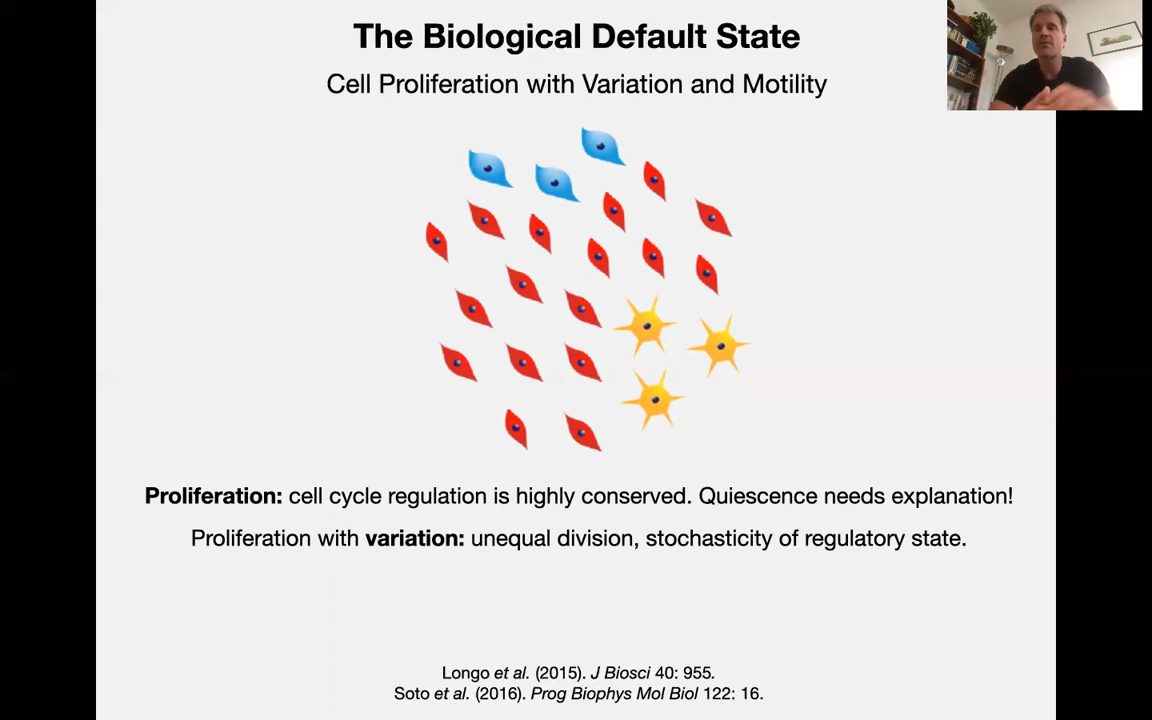 The Biological Default State
Cell Proliferation with Variation and Motility
Proliferation: cell cycle regulation is highly conserved. Quiescence needs explanation!
Proliferation with variation: unequal division, stochasticity of regulatory state.
Longo et al. (2015). J Biosci 40: 955.
Soto et al. (2016). Prog Biophys Mol Biol 122: 16.